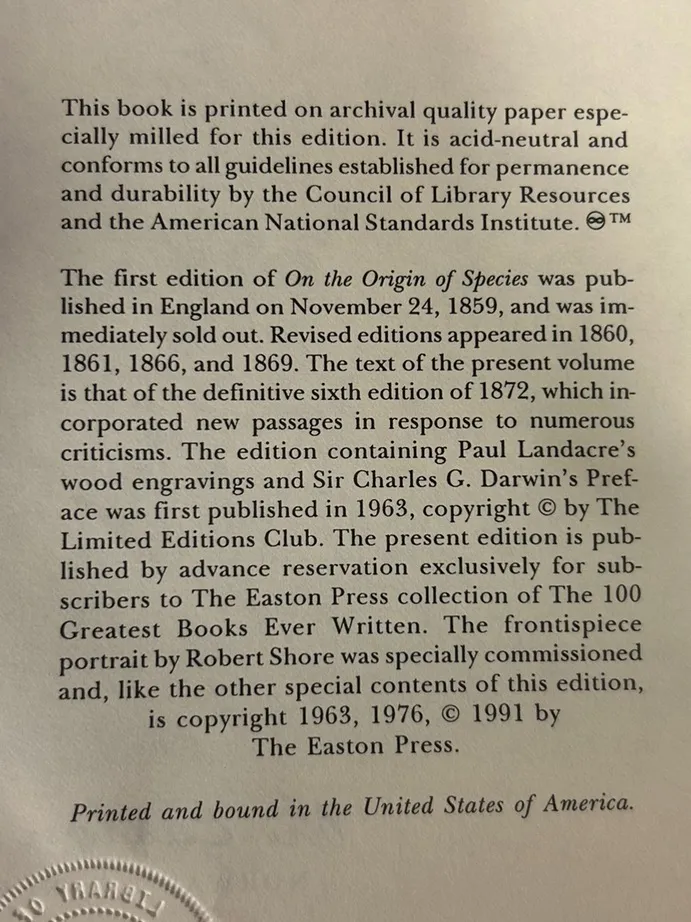 This book is printed on archival quality paper espe-
cially milled for this edition. It is acid-neutral and
conforms to all guidelines established for permanence
and durability by the Council of Library Resources
and the American National Standards Institute. ♾™
The first edition of On the Origin of Species was pub-
lished in England on November 24, 1859, and was im-
mediately sold out. Revised editions appeared in 1860,
1861, 1866, and 1869. The text of the present volume
is that of the definitive sixth edition of 1872, which in-
corporated new passages in response to numerous
criticisms. The edition containing Paul Landacre's
wood engravings and Sir Charles G. Darwin's Pref-
ace was first published in 1963, copyright © by The
Limited Editions Club. The present edition is pub-
lished by advance reservation exclusively for sub-
scribers to The Easton Press collection of The 100
Greatest Books Ever Written. The frontispiece
portrait by Robert Shore was specially commissioned
and, like the other special contents of this edition,
is copyright 1963, 1976, © 1991 by
The Easton Press.
Printed and bound in the United States of America.
LIBRARY OF